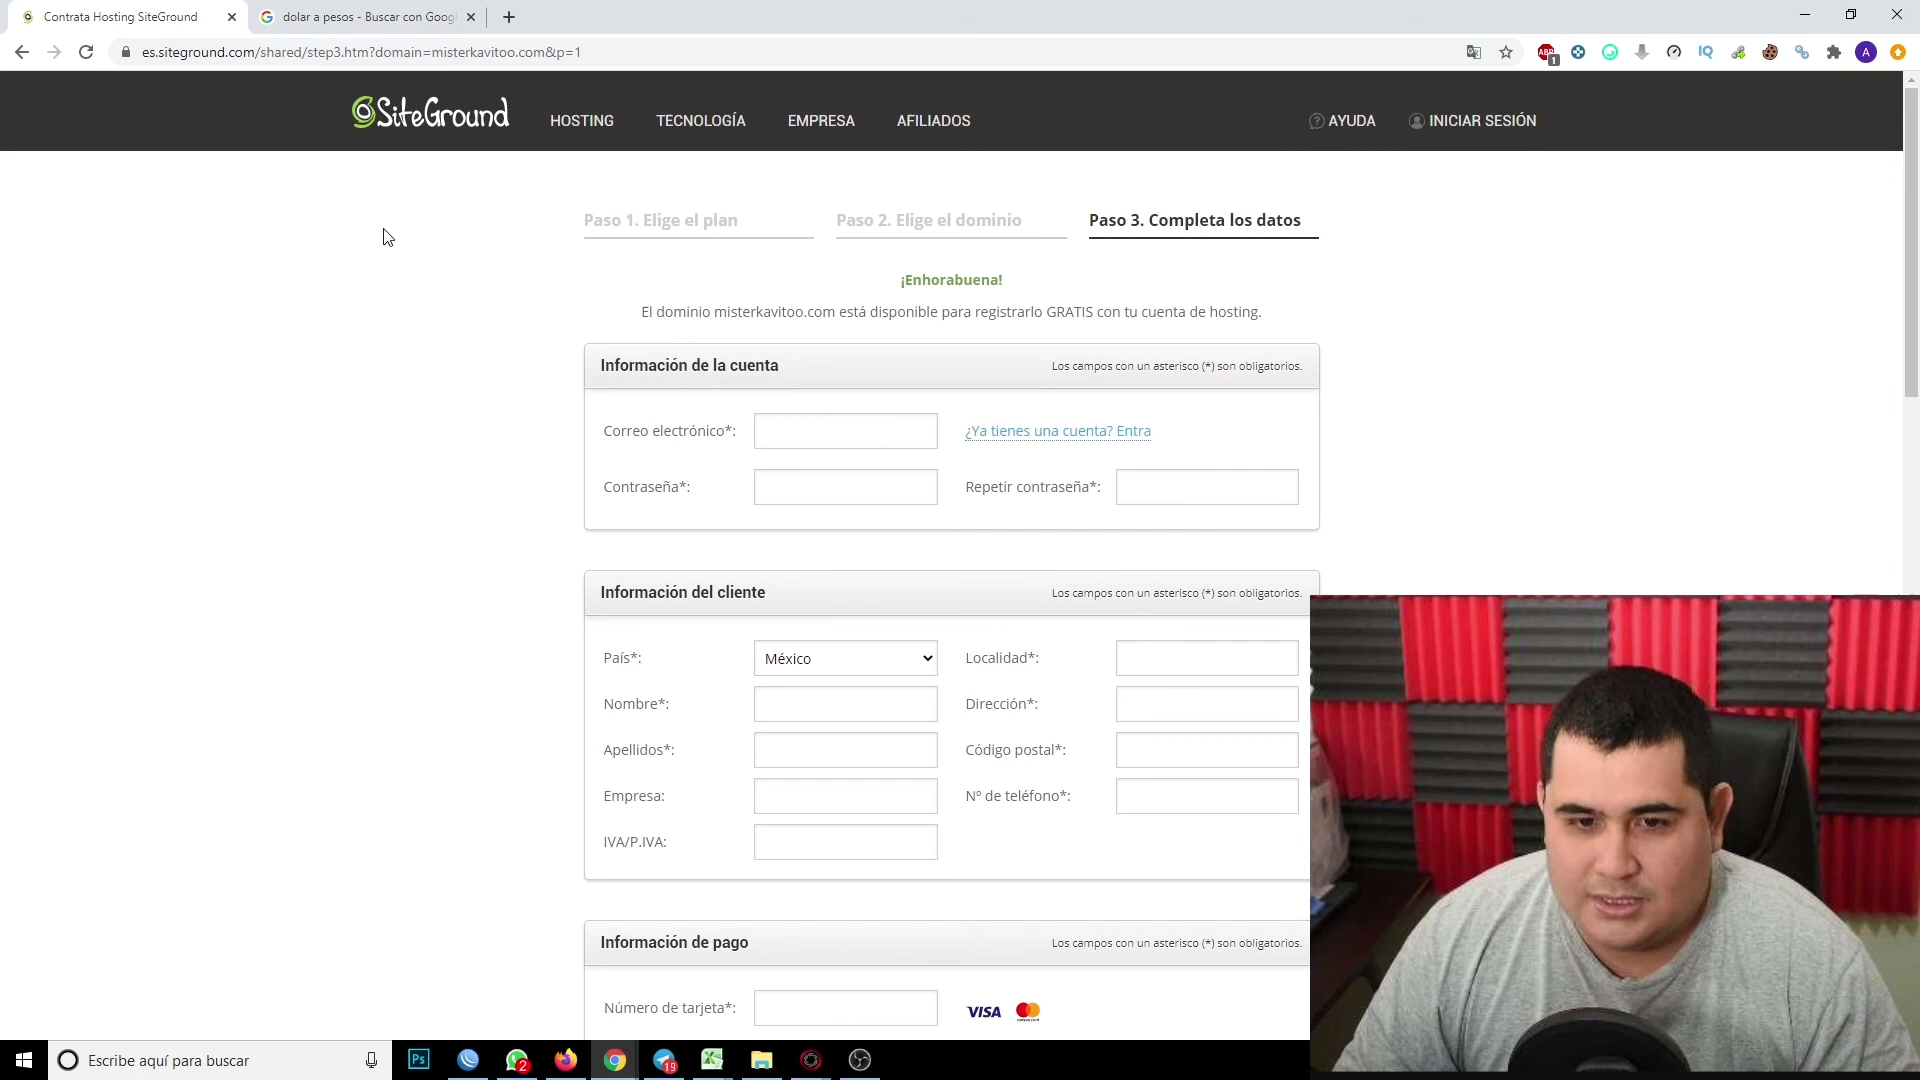 Contrata Hosting SiteGround
dolar a pesos - Buscar con Goog
es.siteground.com/shared/step3.htm?domain=misterkavitoo.com&p=1
ABP
1
IQ
A
SiteGround
HOSTING
TECNOLOGÍA
EMPRESA
AFILIADOS
? AYUDA
INICIAR SESIÓN
Paso 1. Elige el plan
Paso 2. Elige el dominio
Paso 3. Completa los datos
¡Enhorabuena!
El dominio misterkavitoo.com está disponible para registrarlo GRATIS con tu cuenta de hosting.
Información de la cuenta
Los campos con un asterisco (*) son obligatorios.
Correo electrónico*:
¿Ya tienes una cuenta? Entra
Contraseña*:
Repetir contraseña*:
Información del cliente
Los campos con un asterisco (*) son obligatorios.
País*:
México
Localidad*:
Nombre*:
Dirección*:
Apellidos*:
Código postal*:
Empresa:
Nº de teléfono*:
IVA/P.IVA:
Información de pago
Los campos con un asterisco (*) son obligatorios.
Número de tarjeta*:
VISA
Escribe aquí para buscar
Ps
2
19